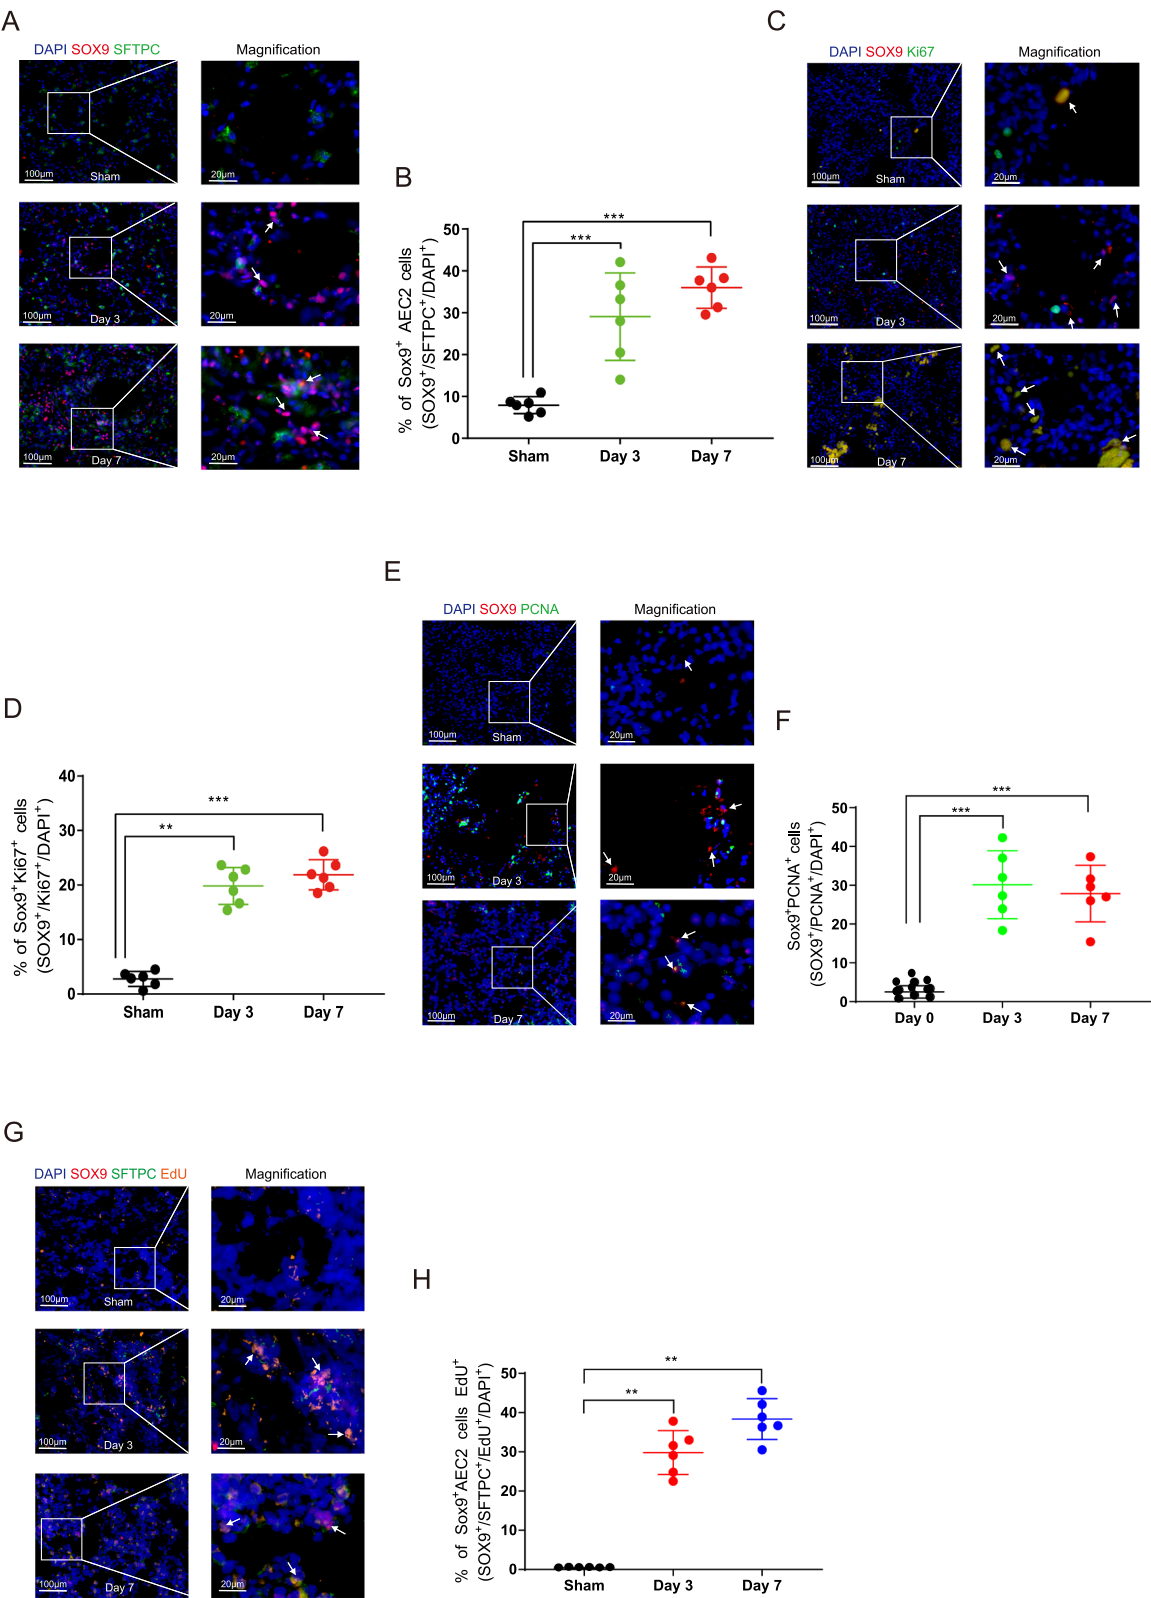 A
DAPI SOX9 SFTPC
Magnification
100μm
Sham
20μm
100μm
Day 3
20μm
100μm
Day 7
20μm
B
% of Sox9+ AEC2 cells
(SOX9+/SFTPC+/DAPI+)
50
40
30
20
10
0
***
***
Sham
Day 3
Day 7
C
DAPI SOX9 Ki67
Magnification
100μm
Sham
20μm
100μm
Day 3
20μm
100μm
Day 7
20μm
D
% of Sox9+Ki67+ cells
(SOX9+/Ki67+/DAPI+)
40
30
20
10
0
***
**
Sham
Day 3
Day 7
E
DAPI SOX9 PCNA
Magnification
100μm
Sham
20μm
100μm
Day 3
20μm
100μm
Day 7
20μm
F
Sox9+PCNA+ cells
(SOX9+/PCNA+/DAPI+)
50
40
30
20
10
0
***
***
Day 0
Day 3
Day 7
G
DAPI SOX9 SFTPC EdU
Magnification
100μm
Sham
20μm
100μm
Day 3
20μm
100μm
Day 7
20μm
H
% of Sox9+AEC2 cells EdU+
(SOX9+/SFTPC+/EdU+/DAPI+)
50
40
30
20
10
0
**
**
Sham
Day 3
Day 7